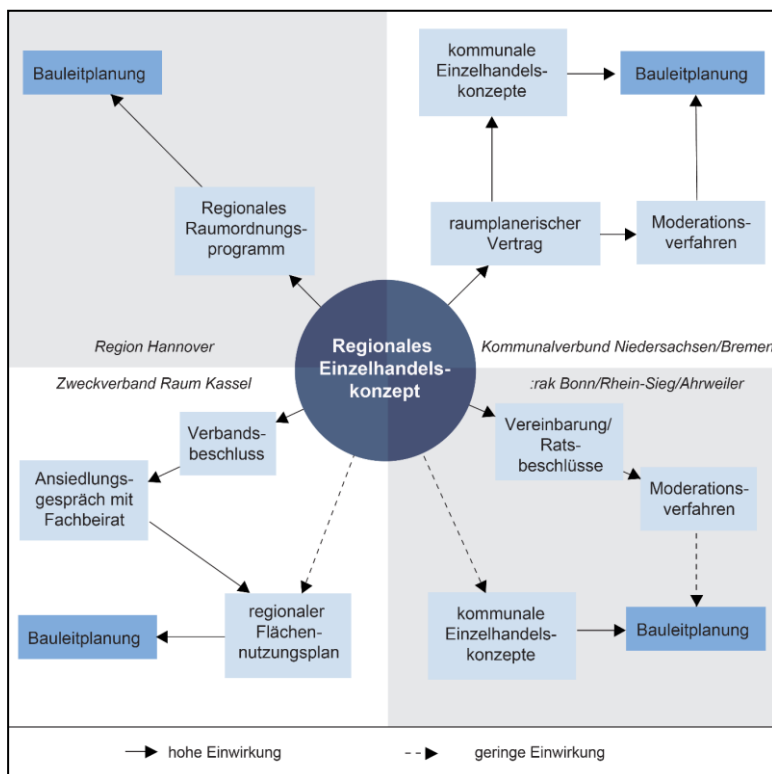 Bauleitplanung
Regionales
Raumordnungs-
programm
Region Hannover
kommunale
Einzelhandels-
konzepte
Bauleitplanung
raumplanerischer
Vertrag
Moderations-
verfahren
Kommunalverbund Niedersachsen/Bremen
Regionales
Einzelhandels-
konzept
Zweckverband Raum Kassel
Verbands-
beschluss
Ansiedlungs-
gespräch mit
Fachbeirat
regionaler
Flächen-
nutzungsplan
Bauleitplanung
:rak Bonn/Rhein-Sieg/Ahrweiler
Vereinbarung/
Rats-
beschlüsse
Moderations-
verfahren
kommunale
Einzelhandels-
konzepte
Bauleitplanung
hohe Einwirkung
geringe Einwirkung